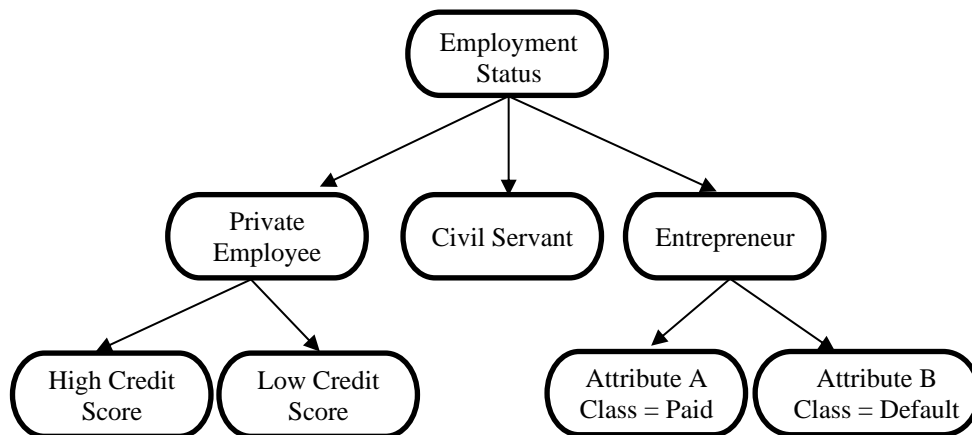 Employment
Status
Private
Employee
Civil Servant
Entrepreneur
High Credit
Score
Low Credit
Score
Attribute A
Class = Paid
Attribute B
Class = Default